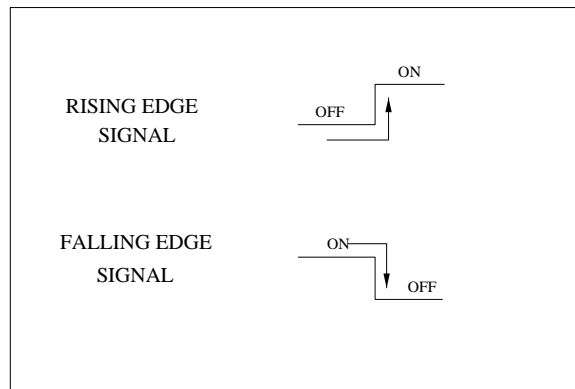 ON
RISING EDGE
OFF
SIGNAL
FALLING EDGE
ON
SIGNAL
OFF